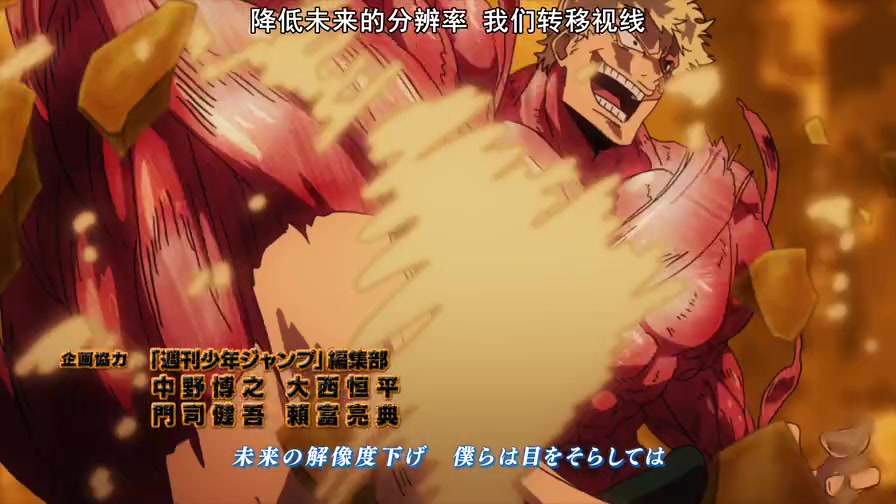 降低未来的分辨率 我们转移视线
企画協力 「週刊少年ジャンプ」編集部
中野博之 大西恒平
門司健吾 頼富亮典
未来の解像度下げ 僕らは目をそらしては